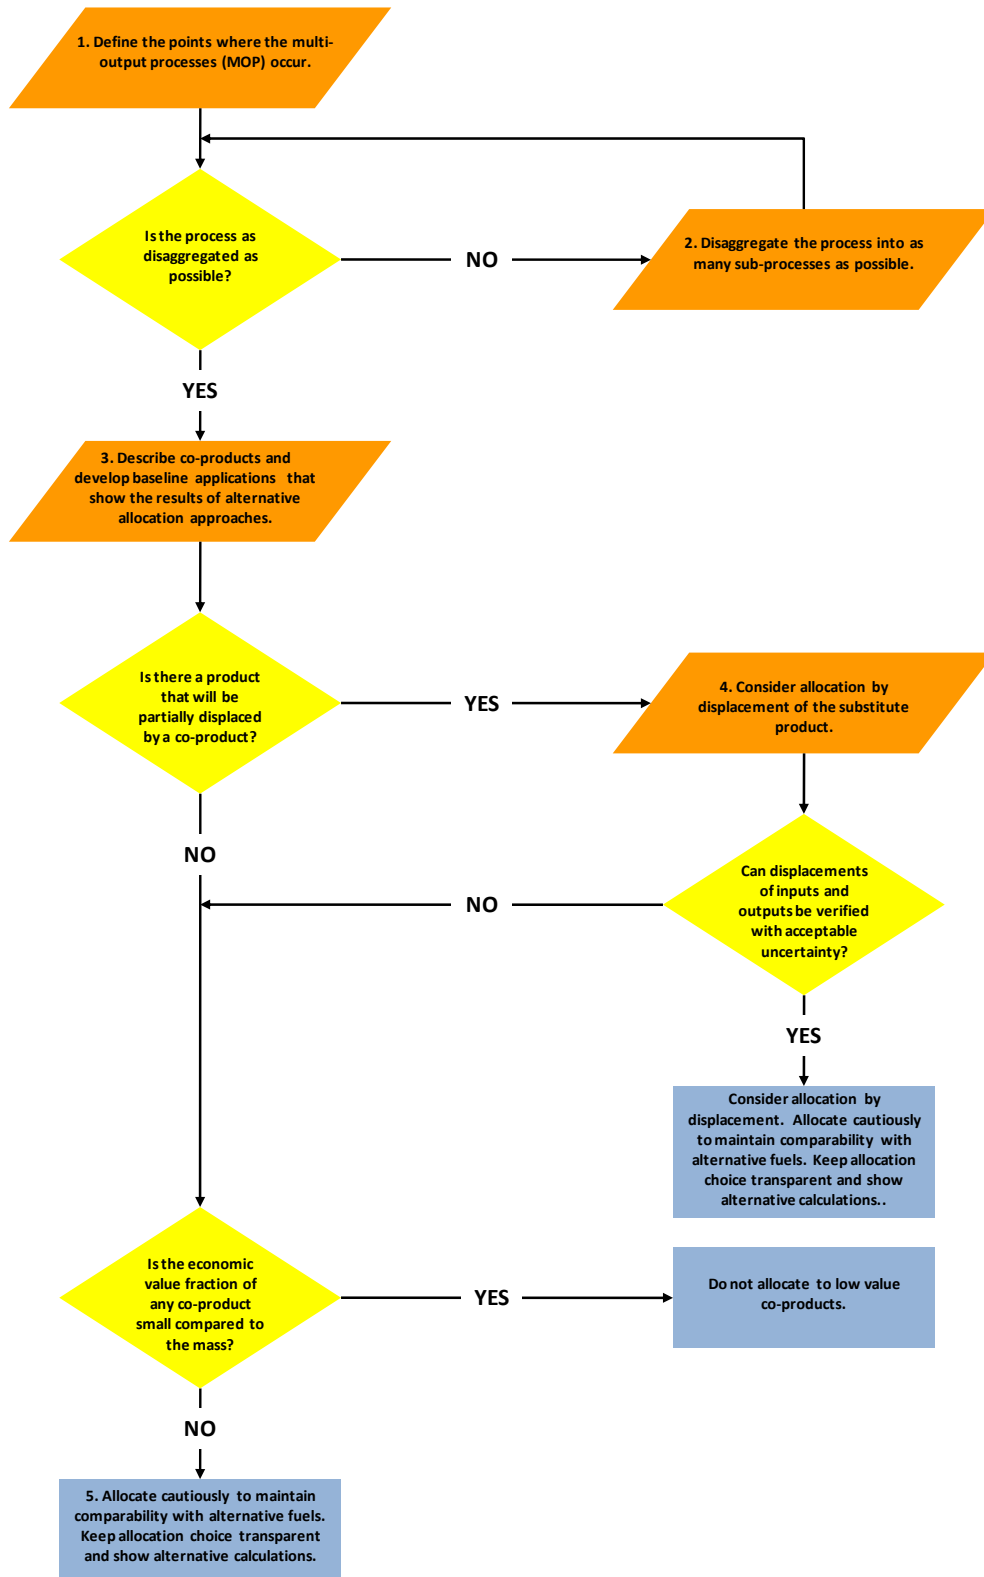 1. Define the points where the multi-
output processes (MOP) occur.
Is the process as
disaggregated as
possible?
NO
2. Disaggregate the process into as
many sub-processes as possible.
YES
3. Describe co-products and
develop baseline applications that
show the results of alternative
allocation approaches.
Is there a product
that will be
partially displaced
by a co-product?
YES
4. Consider allocation by
displacement of the substitute
product.
NO
Can displacements
of inputs and
outputs be verified
with acceptable
uncertainty?
NO
YES
Consider allocation by
displacement. Allocate cautiously
to maintain comparability with
alternative fuels. Keep allocation
choice transparent and show
alternative calculations..
Is the economic
value fraction of
any co-product
small compared to
the mass?
YES
Do not allocate to low value
co-products.
NO
5. Allocate cautiously to maintain
comparability with alternative fuels.
Keep allocation choice transparent
and show alternative calculations.